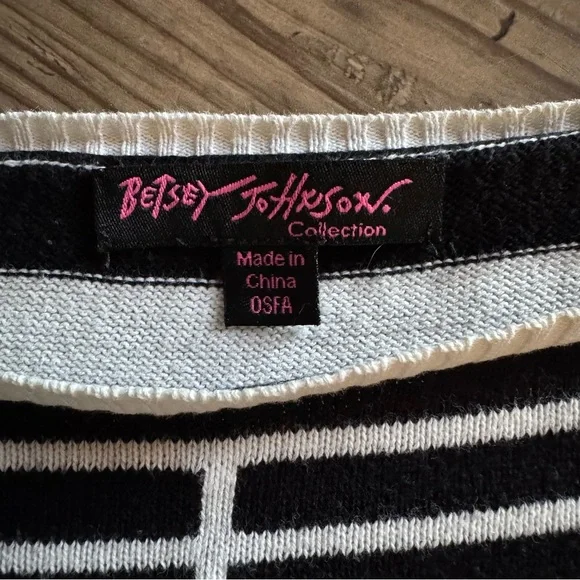 BETSEY JOHNSON.
Collection
Made in
China
OSFA